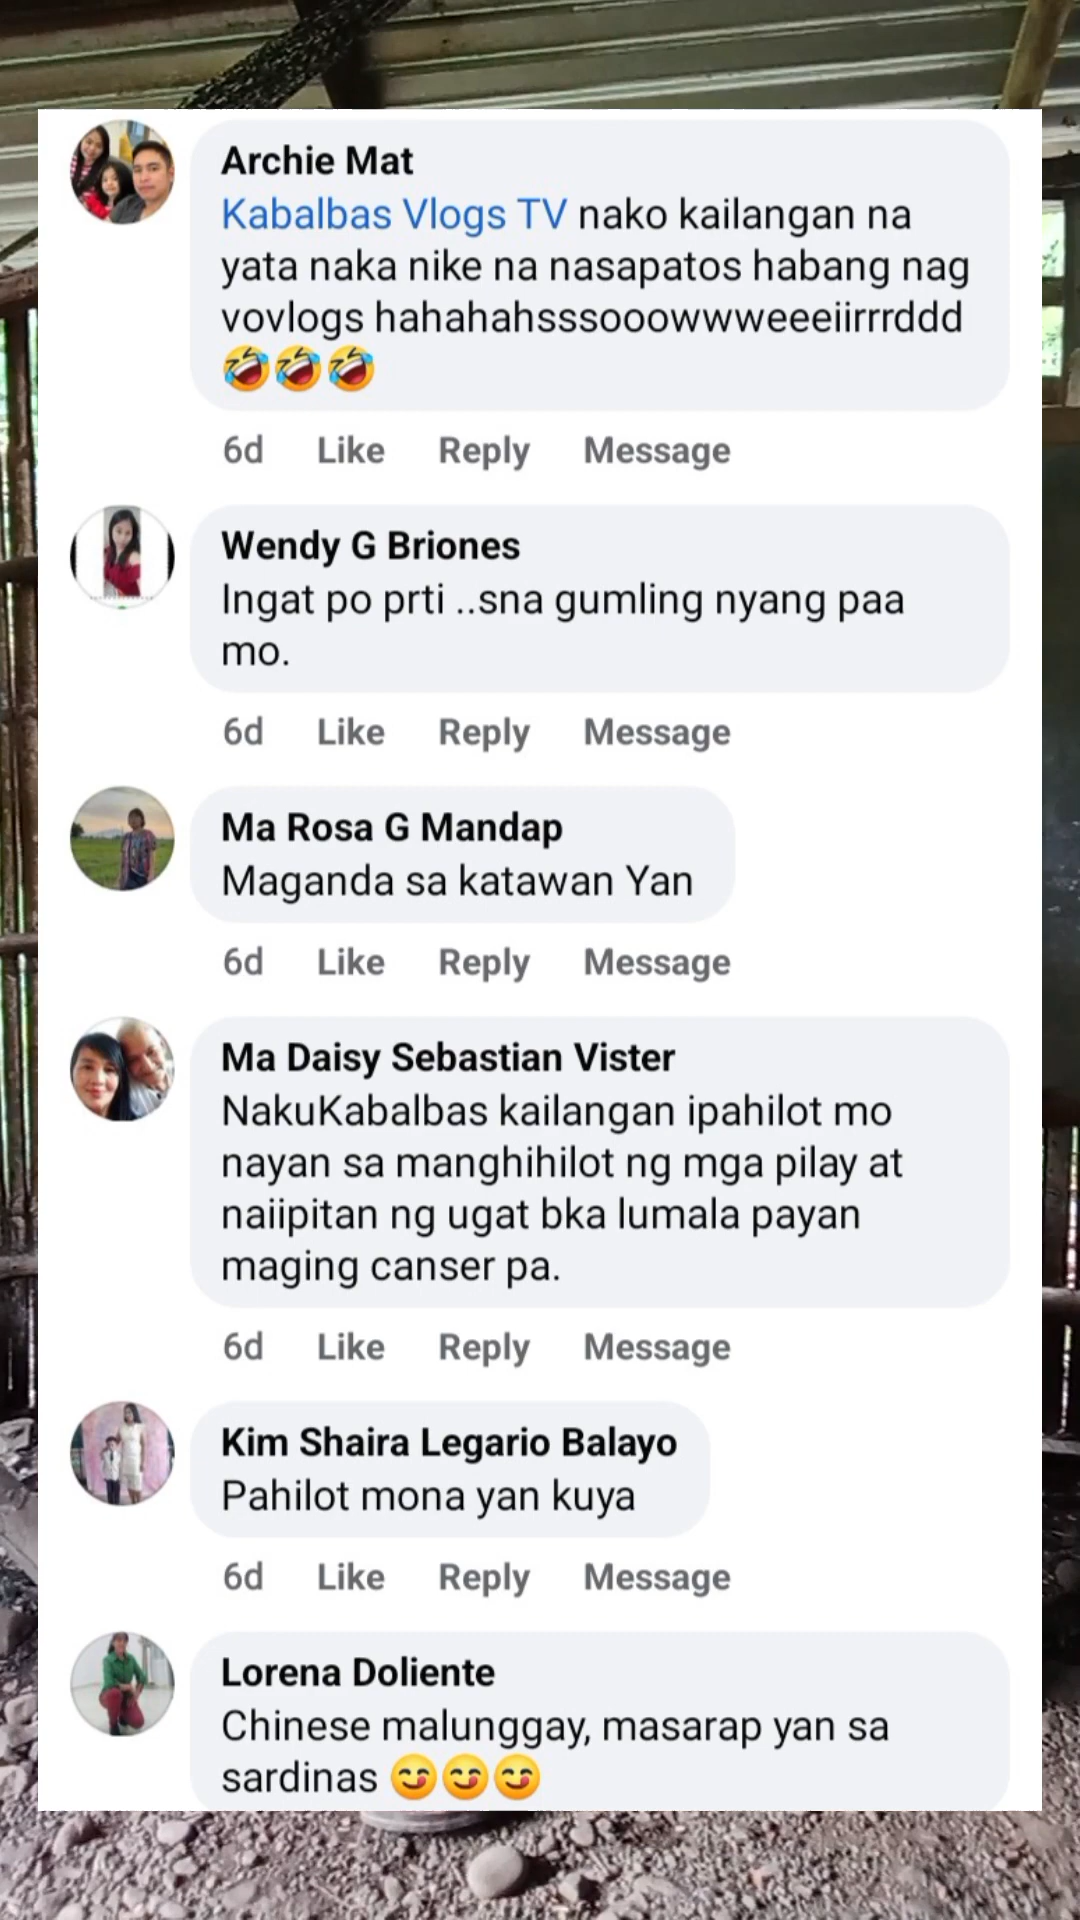 Archie Mat
Kabalbas Vlogs TV nako kailangan na
yata naka nike na nasapatos habang nag
vovlogs hahahahsssooowwweeeiirrrddd
🤣🤣🤣
6d Like Reply Message
Wendy G Briones
Ingat po prti ..sna gumling nyang paa
mo.
6d Like Reply Message
Ma Rosa G Mandap
Maganda sa katawan Yan
6d Like Reply Message
Ma Daisy Sebastian Vister
NakuKabalbas kailangan ipahilot mo
nayan sa manghihilot ng mga pilay at
naiipitan ng ugat bka lumala payan
maging canser pa.
6d Like Reply Message
Kim Shaira Legario Balayo
Pahilot mona yan kuya
6d Like Reply Message
Lorena Doliente
Chinese malunggay, masarap yan sa
sardinas 😋😋😋